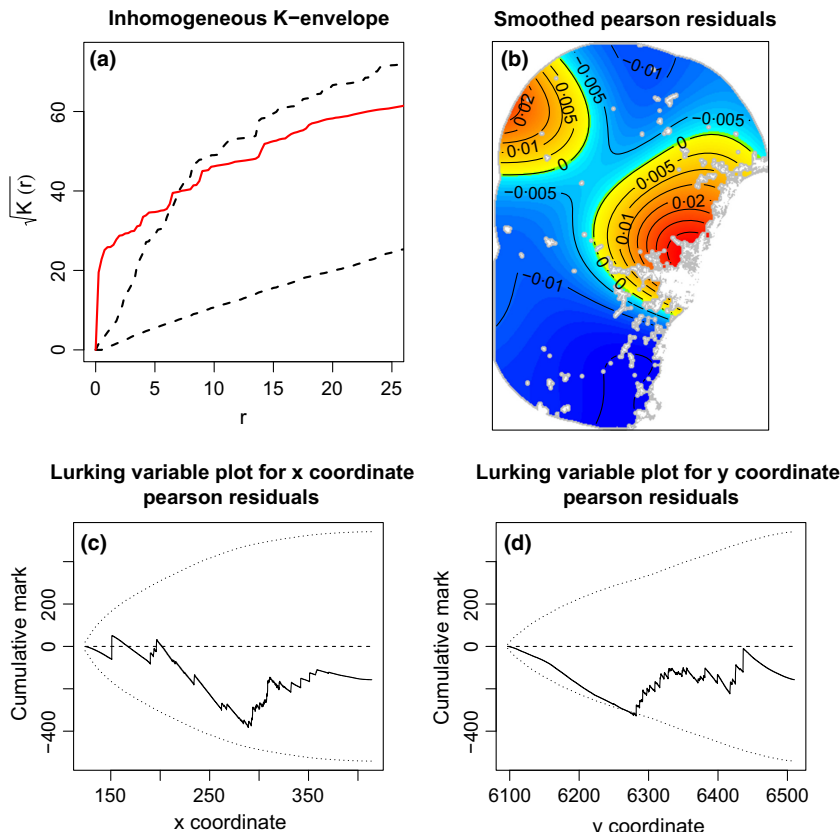 Inhomogeneous K−envelope
(a)
√K (r)
0
20
40
60
0
5
10
15
20
25
r
Smoothed pearson residuals
(b)
−0·01
−0·005
0·02
0·005
0·01
0
−0·005
0
0·005
−0·005
0·02
0·01
0
0
−0·01
−0·01
Lurking variable plot for x coordinate
pearson residuals
(c)
Cumulative mark
200
0
−400
150
250
350
x coordinate
Lurking variable plot for y coordinate
pearson residuals
(d)
Cumulative mark
200
0
−400
6100
6200
6300
6400
6500
y coordinate